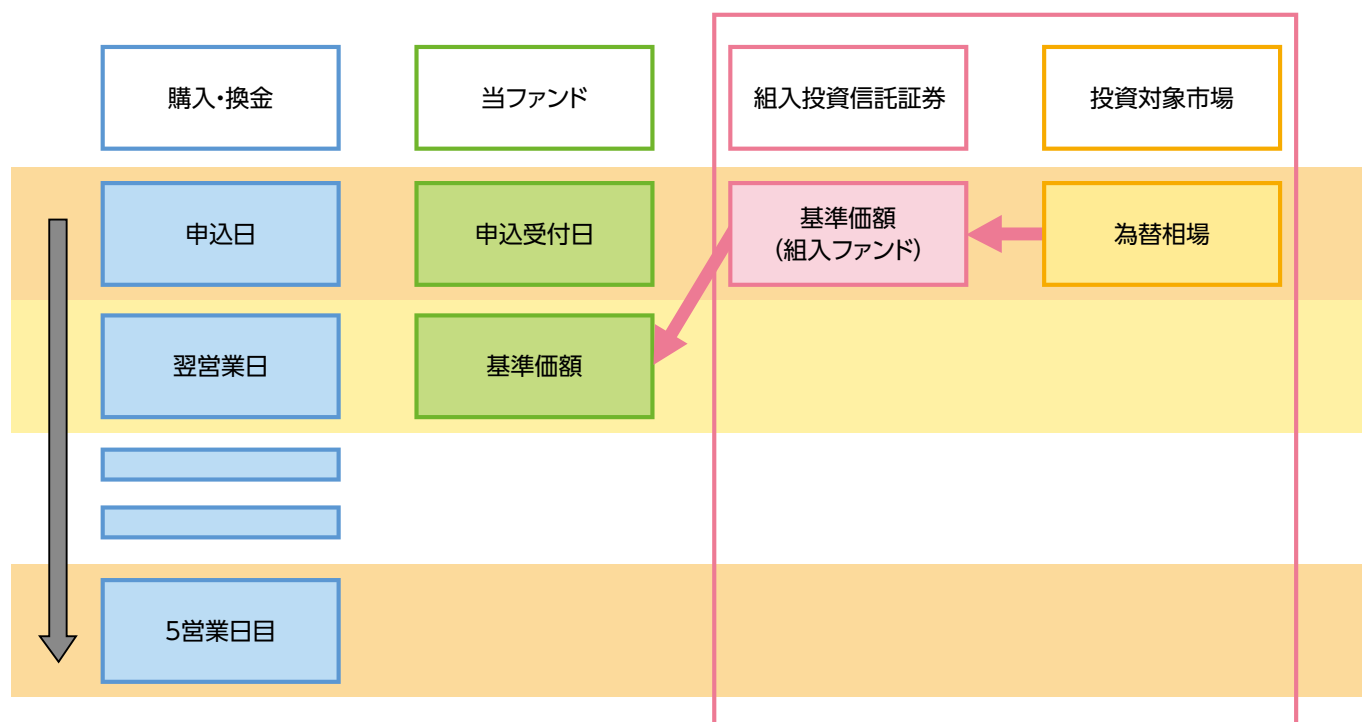 購入・換金
当ファンド
組入投資信託証券
投資対象市場
申込日
申込受付日
基準価額
(組入ファンド)
為替相場
翌営業日
基準価額
5営業日目